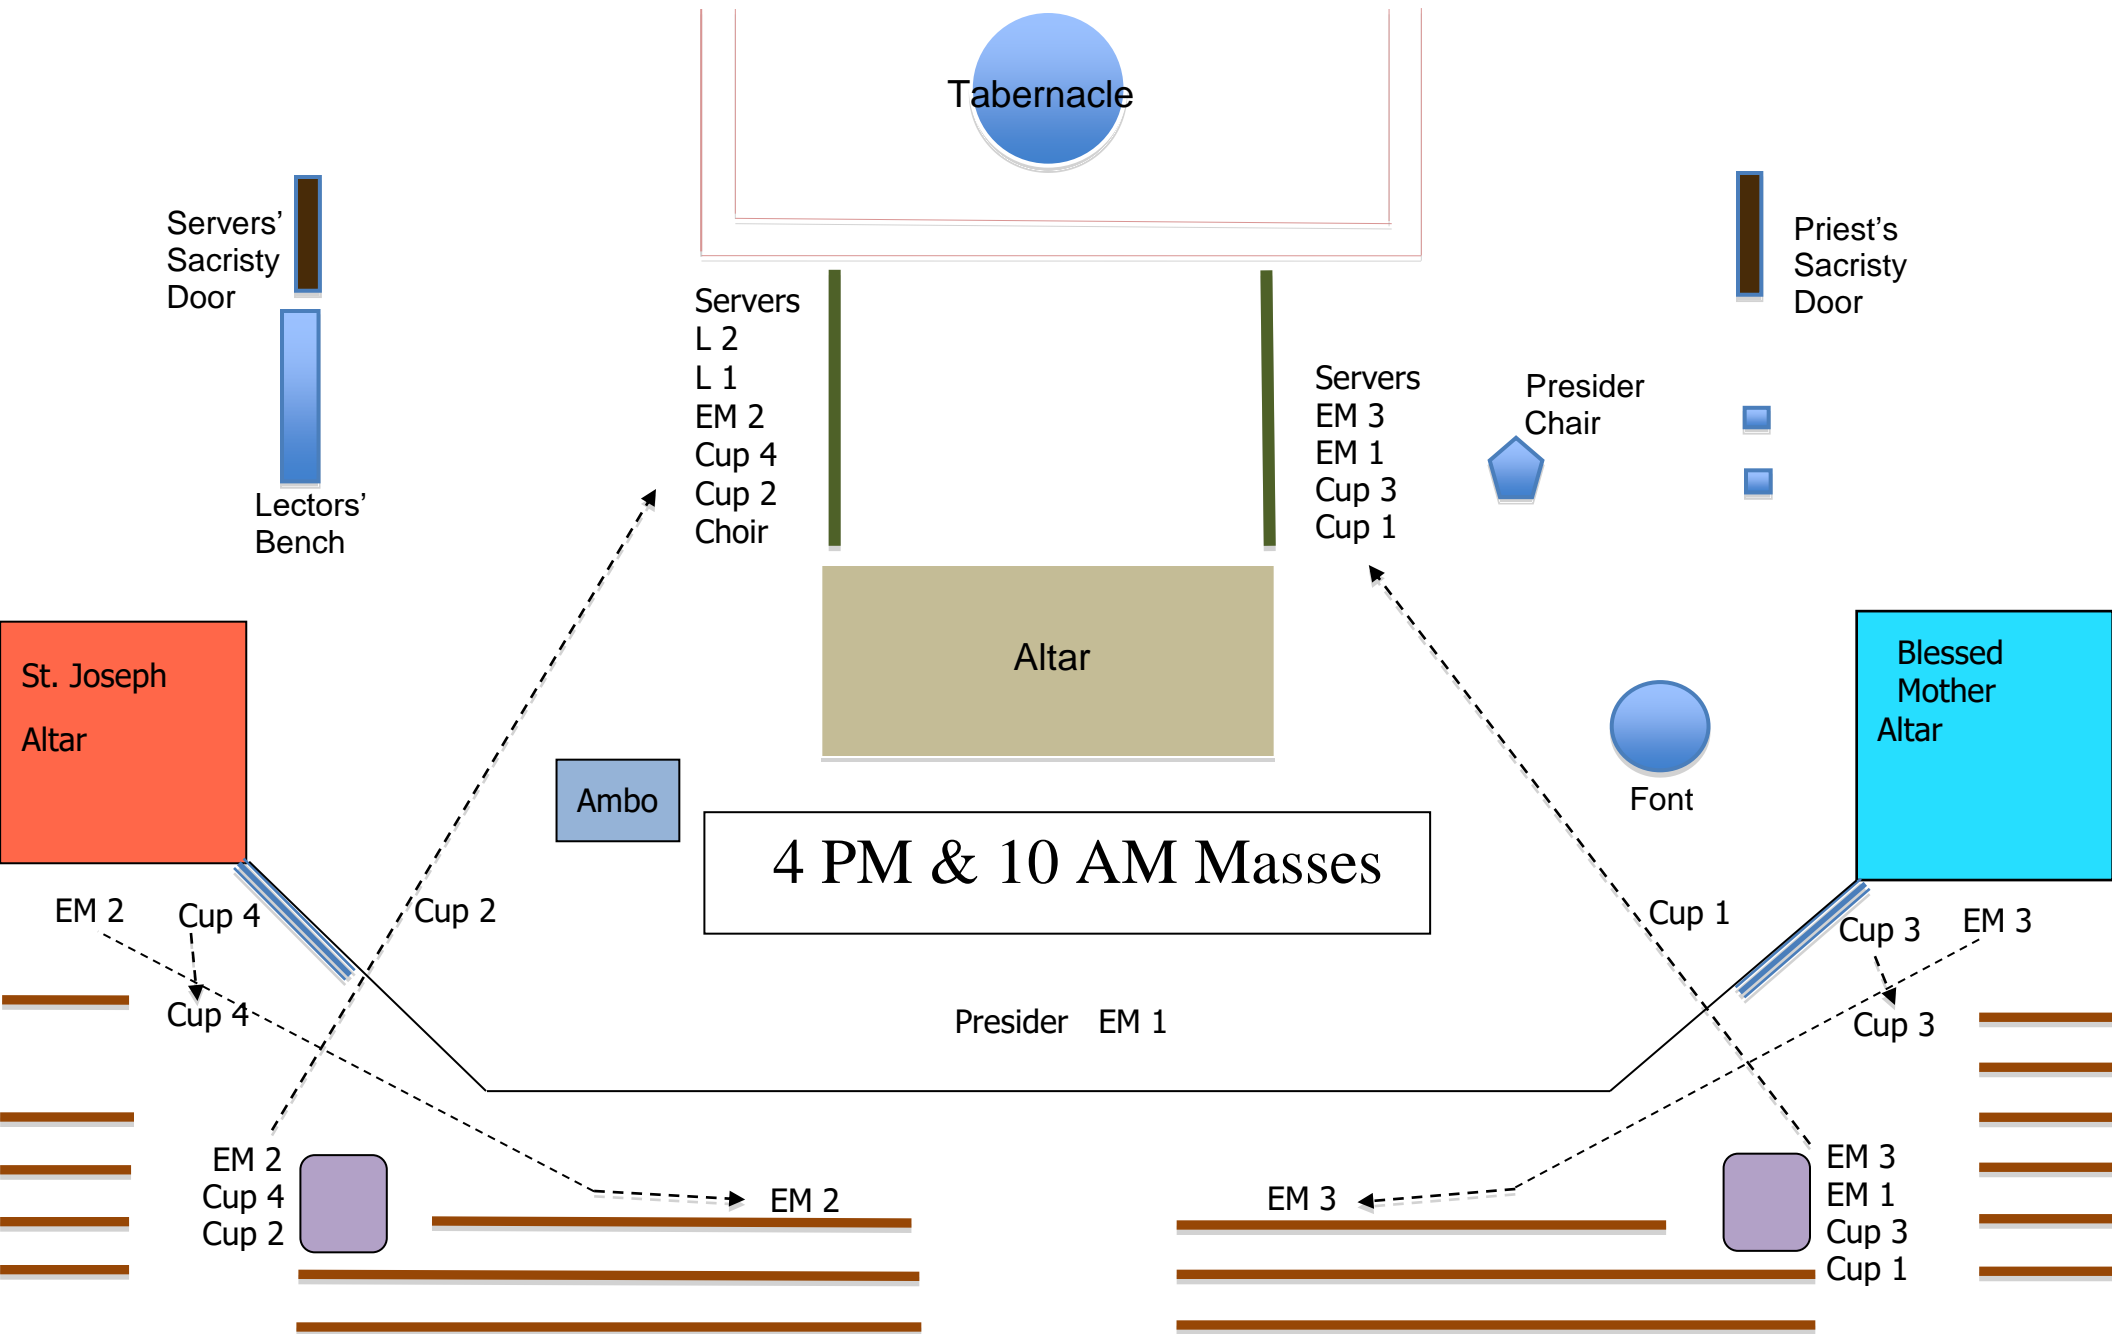 Tabernacle
Servers’
Sacristy
Door
Priest’s
Sacristy
Door
Servers
L 2
L 1
EM 2
Cup 4
Cup 2
Choir
Servers
EM 3
EM 1
Cup 3
Cup 1
Presider
Chair
Lectors’
Bench
St. Joseph
Altar
Altar
Blessed
Mother
Altar
Ambo
Font
4 PM & 10 AM Masses
EM 2
Cup 4
Cup 2
Cup 1
Cup 3
EM 3
Cup 4
Presider EM 1
Cup 3
EM 2
Cup 4
Cup 2
EM 2
EM 3
EM 3
EM 1
Cup 3
Cup 1